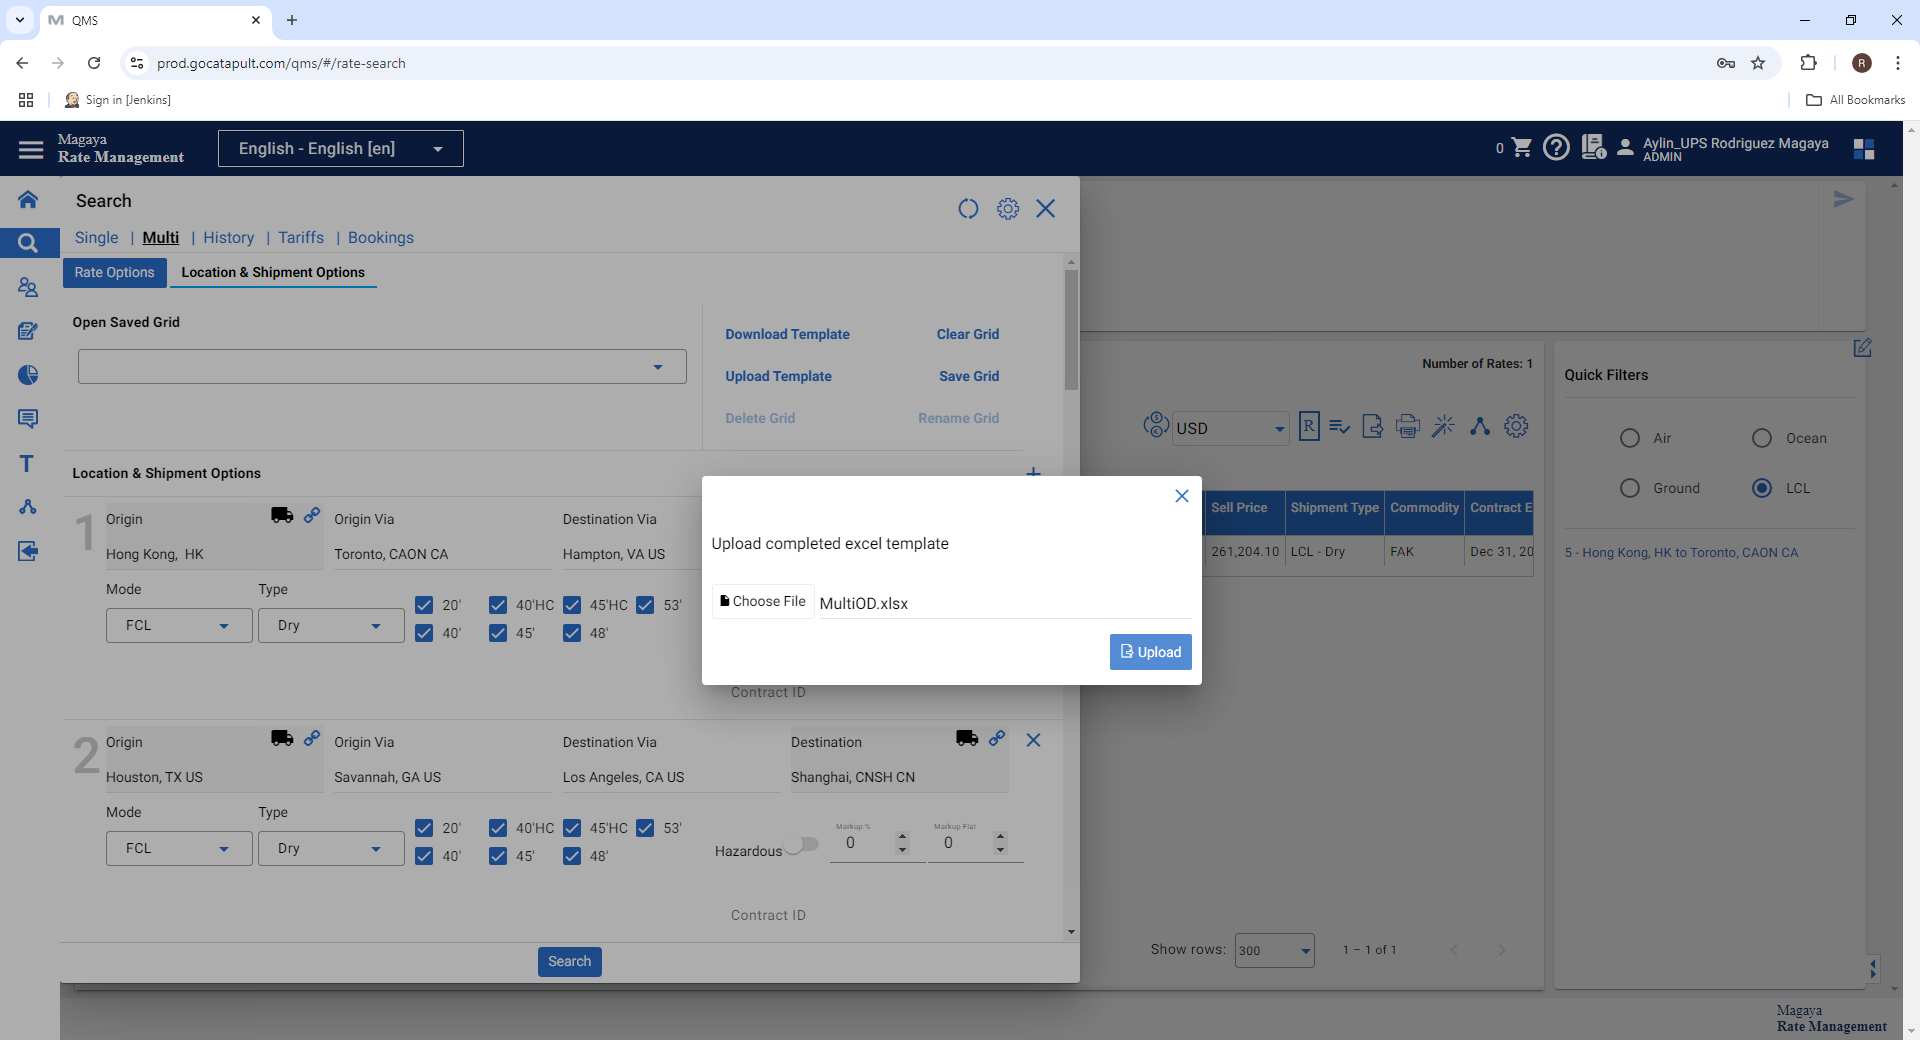 QMS
prod.gocatapult.com/qms/#/rate-search
R
Sign in [Jenkins]
All Bookmarks
Magaya
Rate Management
English - English [en]
0
Aylin_UPS Rodriguez Magaya
ADMIN
Search
Single | Multi | History | Tariffs | Bookings
Rate Options
Location & Shipment Options
Open Saved Grid
Download Template
Clear Grid
Upload Template
Save Grid
Delete Grid
Rename Grid
Number of Rates: 1
Quick Filters
USD
R
Air
Ocean
Ground
LCL
Location & Shipment Options
Sell Price
Shipment Type
Commodity
Contract E
261,204.10
LCL - Dry
FAK
Dec 31, 20
5 - Hong Kong, HK to Toronto, CAON CA
1
Origin
Origin Via
Destination Via
Hong Kong, HK
Toronto, CAON CA
Hampton, VA US
Mode
Type
FCL
Dry
20'
40'HC
45'HC
53'
40'
45'
48'
Upload completed excel template
Choose File
MultiOD.xlsx
Upload
Contract ID
2
Origin
Origin Via
Destination Via
Destination
Houston, TX US
Savannah, GA US
Los Angeles, CA US
Shanghai, CNSH CN
Mode
Type
FCL
Dry
20'
40'HC
45'HC
53'
40'
45'
48'
Hazardous
Markup %
0
Markup Flat
0
Contract ID
Search
Show rows:
300
1 – 1 of 1
Magaya
Rate Management